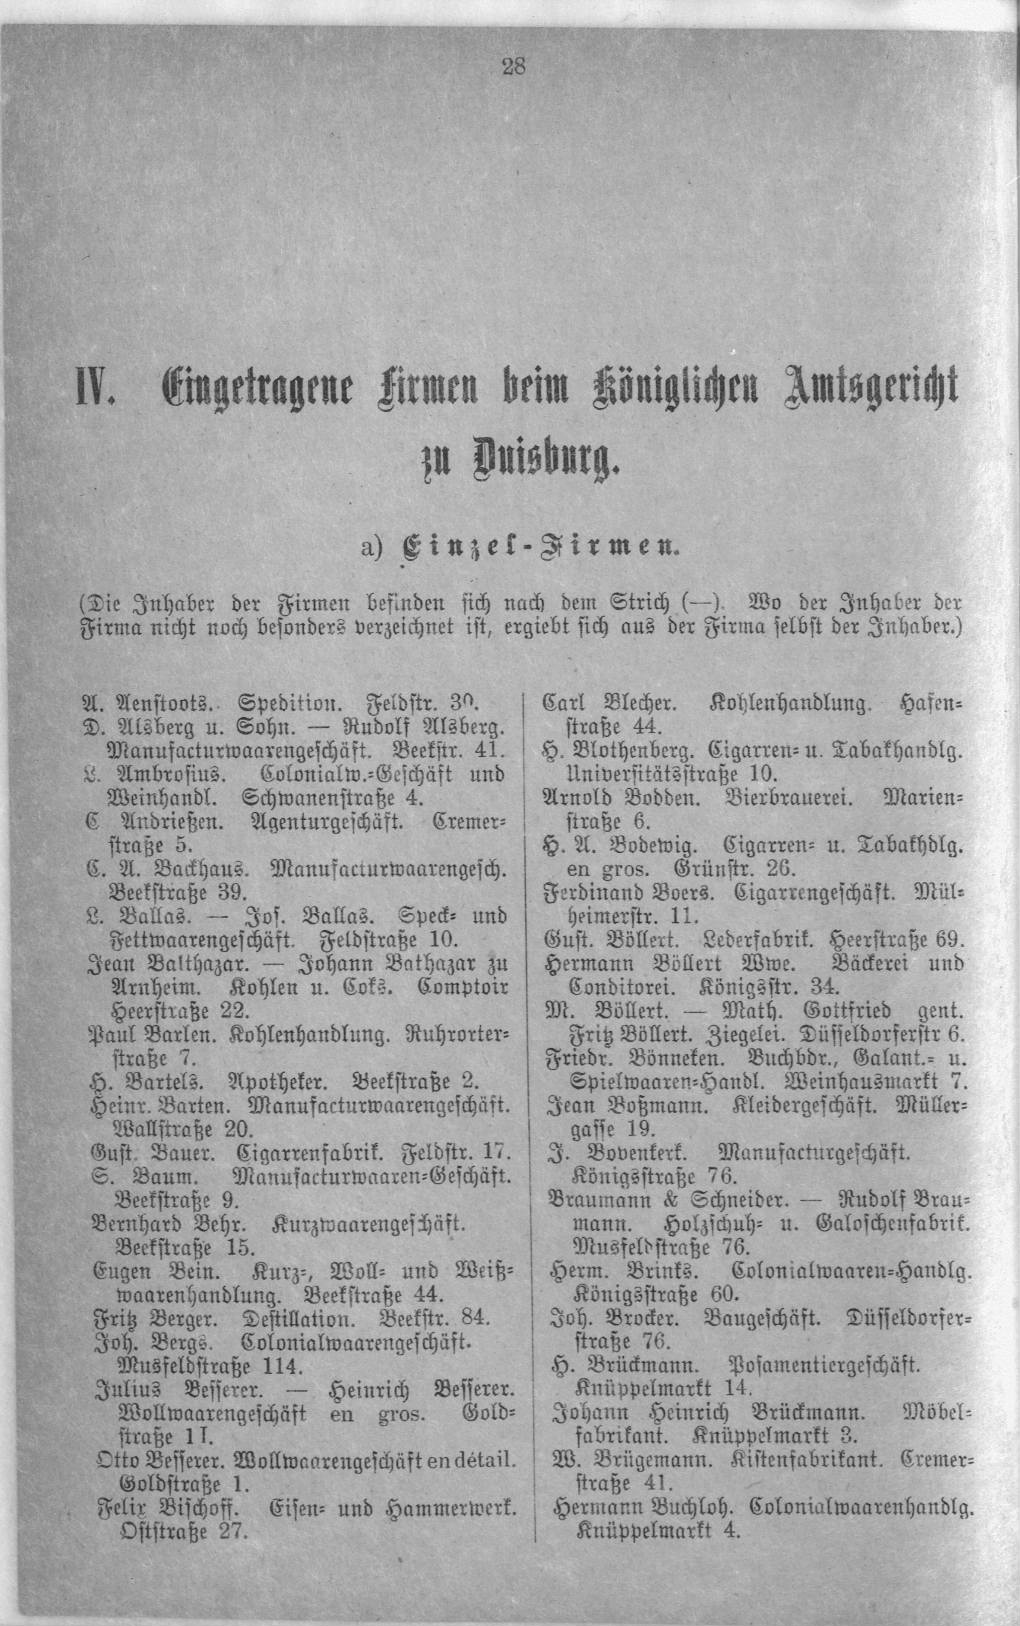 28
IV. Eingetragene Firmen beim Königlichen Amtsgericht
zu Duisburg.
a) Einzel-Firmen.
(Die Inhaber der Firmen befinden sich nach dem Strich (—). Wo der Inhaber der
Firma nicht noch besonders verzeichnet ist, ergiebt sich aus der Firma selbst der Inhaber.)
A. Aenstoots. Spedition. Feldstr.
D. Alsberg u. Sohn. — Rudolf Alsberg.
Manufacturwaarengeschäft. Beekstr. 41.
L. Ambrosius. Colonialw.-Geschäft und
Weinhandl. Schwanenstraße 4.
C Andrießen. Agenturgeschäft. Cremer-
straße 5.
C. A. Backhaus. Manufacturwaarengesch.
Beekstraße 39.
L. Ballas. — Jos. Ballas. Speck- und
Fettwaarengeschäft. Feldstraße 10.
Jean Balthazar. — Johann Bathazar zu
Arnheim. Kohlen u. Coks. Comptoir
Heerstraße 22.
Paul Barlen. Kohlenhandlung. Ruhrorter-
straße 7.
H. Bartels. Apotheker. Beekstraße 2.
Heinr. Barten. Manufacturwaarengeschäft.
Wallstraße 20.
Gust. Bauer. Cigarrenfabrik. Feldstr. 17.
S. Baum. Manufacturwaaren-Geschäft.
Beekstraße 9.
Bernhard Behr. Kurzwaarengeschäft.
Beekstraße 15.
Eugen Bein. Kurz-, Woll- und Weiß-
waarenhandlung. Beekstraße 44.
Fritz Berger. Destillation. Beekstr. 84.
Joh. Bergs. Colonialwaarengeschäft.
Musfeldstraße 114.
Julius Besserer. — Heinrich Besserer.
Wollwaarengeschäft en gros. Gold-
straße 11.
Otto Besserer. Wollwaarengeschäft en détail.
Goldstraße 1.
Felix Bischoff. Eisen- und Hammerwerk.
Oststraße 27.
Carl Blecher. Kohlenhandlung. Hafen-
straße 44.
H. Blothenberg. Cigarren- u. Tabakhandlg.
Universitätsstraße 10.
Arnold Bodden. Bierbrauerei. Marien-
straße 6.
H. A. Bodewig. Cigarren- u. Tabakhdlg.
en gros. Grünstr. 26.
Ferdinand Boers. Cigarrengeschäft. Mül-
heimerstr. 11.
Gust. Böllert. Lederfabrik. Heerstraße 69.
Hermann Böllert Wwe. Bäckerei und
Conditorei. Königsstr. 34.
M. Böllert. — Math. Gottfried gent.
Fritz Böllert. Ziegelei. Düsseldorferstr 6.
Friedr. Bönneken. Buchbdr., Galant.- u.
Spielwaaren-Handl. Weinhausmarkt 7.
Jean Boßmann. Kleidergeschäft. Müller-
gasse 19.
J. Bovenkerk. Manufacturgeschäft.
Königsstraße 76.
Braumann & Schneider. — Rudolf Brau-
mann. Holzschuh- u. Galoschenfabrik.
Musfeldstraße 76.
Herm. Brinks. Colonialwaaren-Handlg.
Königsstraße 60.
Joh. Brocker. Baugeschäft. Düsseldorfer-
straße 76.
H. Brückmann. Posamentiergeschäft.
Knüppelmarkt 14.
Johann Heinrich Brückmann. Möbel-
fabrikant. Knüppelmarkt 3.
W. Brügemann. Kistenfabrikant. Cremer-
straße 41.
Hermann Buchloh. Colonialwaarenhandlg.
Knüppelmarkt 4.